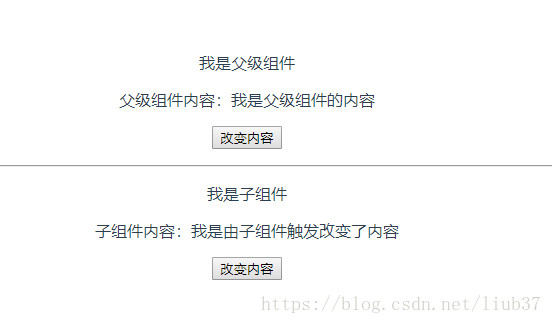 我是父级组件
父级组件内容：我是父级组件的内容
改变内容
我是子组件
子组件内容：我是由子组件触发改变了内容
改变内容
https://blog.csdn.net/liub37